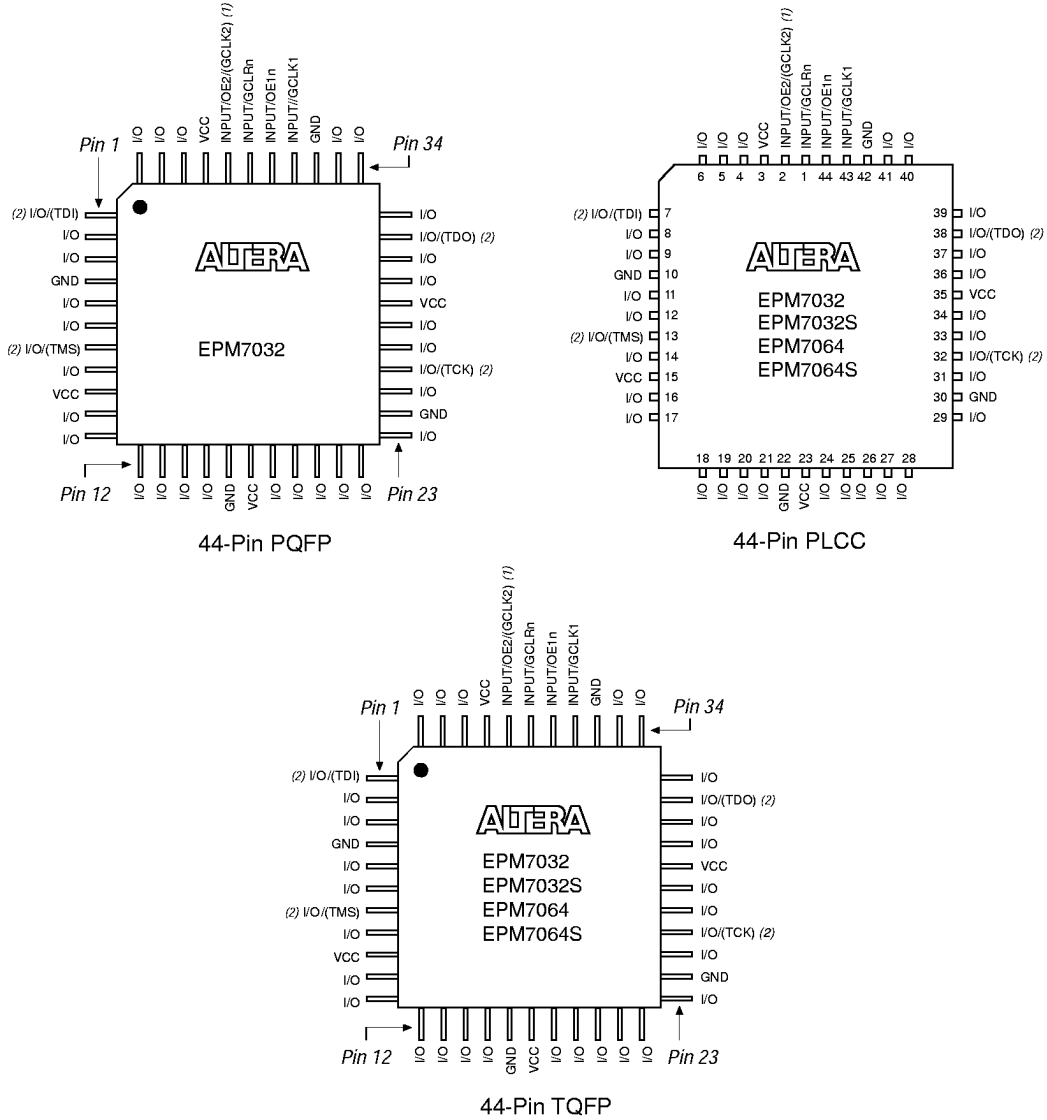 I/O
I/O
I/O
VCC
INPUT/OE2/(GCLK2) (1)
INPUT/GCLRn
INPUT/OE1n
INPUT//GCLK1
GND
I/O
I/O
Pin 1
Pin 34
(2) I/O/(TDI)
I/O
I/O
GND
I/O
I/O
(2) I/O/(TMS)
I/O
VCC
I/O
I/O
ALTERA
EPM7032
I/O
I/O/(TDO) (2)
I/O
I/O
VCC
I/O
I/O
I/O/(TCK) (2)
I/O
GND
I/O
Pin 12
Pin 23
I/O
I/O
I/O
I/O
GND
VCC
I/O
I/O
I/O
I/O
I/O
44-Pin PQFP
I/O
I/O
I/O
VCC
INPUT/OE2/(GCLK2) (1)
INPUT/GCLRn
INPUT/OE1n
INPUT/GCLK1
GND
I/O
I/O
6 5 4 3 2 1 44 43 42 41 40
(2) I/O/(TDI) 7
I/O 8
I/O 9
GND 10
I/O 11
I/O 12
(2) I/O/(TMS) 13
I/O 14
VCC 15
I/O 16
I/O 17
ALTERA
EPM7032
EPM7032S
EPM7064
EPM7064S
39 I/O
38 I/O/(TDO) (2)
37 I/O
36 I/O
35 VCC
34 I/O
33 I/O
32 I/O/(TCK) (2)
31 I/O
30 GND
29 I/O
18 19 20 21 22 23 24 25 26 27 28
I/O
I/O
I/O
I/O
GND
VCC
I/O
I/O
I/O
I/O
I/O
44-Pin PLCC
I/O
I/O
I/O
VCC
INPUT/OE2/(GCLK2) (1)
INPUT/GCLRn
INPUT/OE1n
INPUT/GCLK1
GND
I/O
I/O
Pin 1
Pin 34
(2) I/O/(TDI)
I/O
I/O
GND
I/O
I/O
(2) I/O/(TMS)
I/O
VCC
I/O
I/O
ALTERA
EPM7032
EPM7032S
EPM7064
EPM7064S
I/O
I/O/(TDO) (2)
I/O
I/O
VCC
I/O
I/O
I/O/(TCK) (2)
I/O
GND
I/O
Pin 12
Pin 23
I/O
I/O
I/O
I/O
GND
VCC
I/O
I/O
I/O
I/O
I/O
44-Pin TQFP